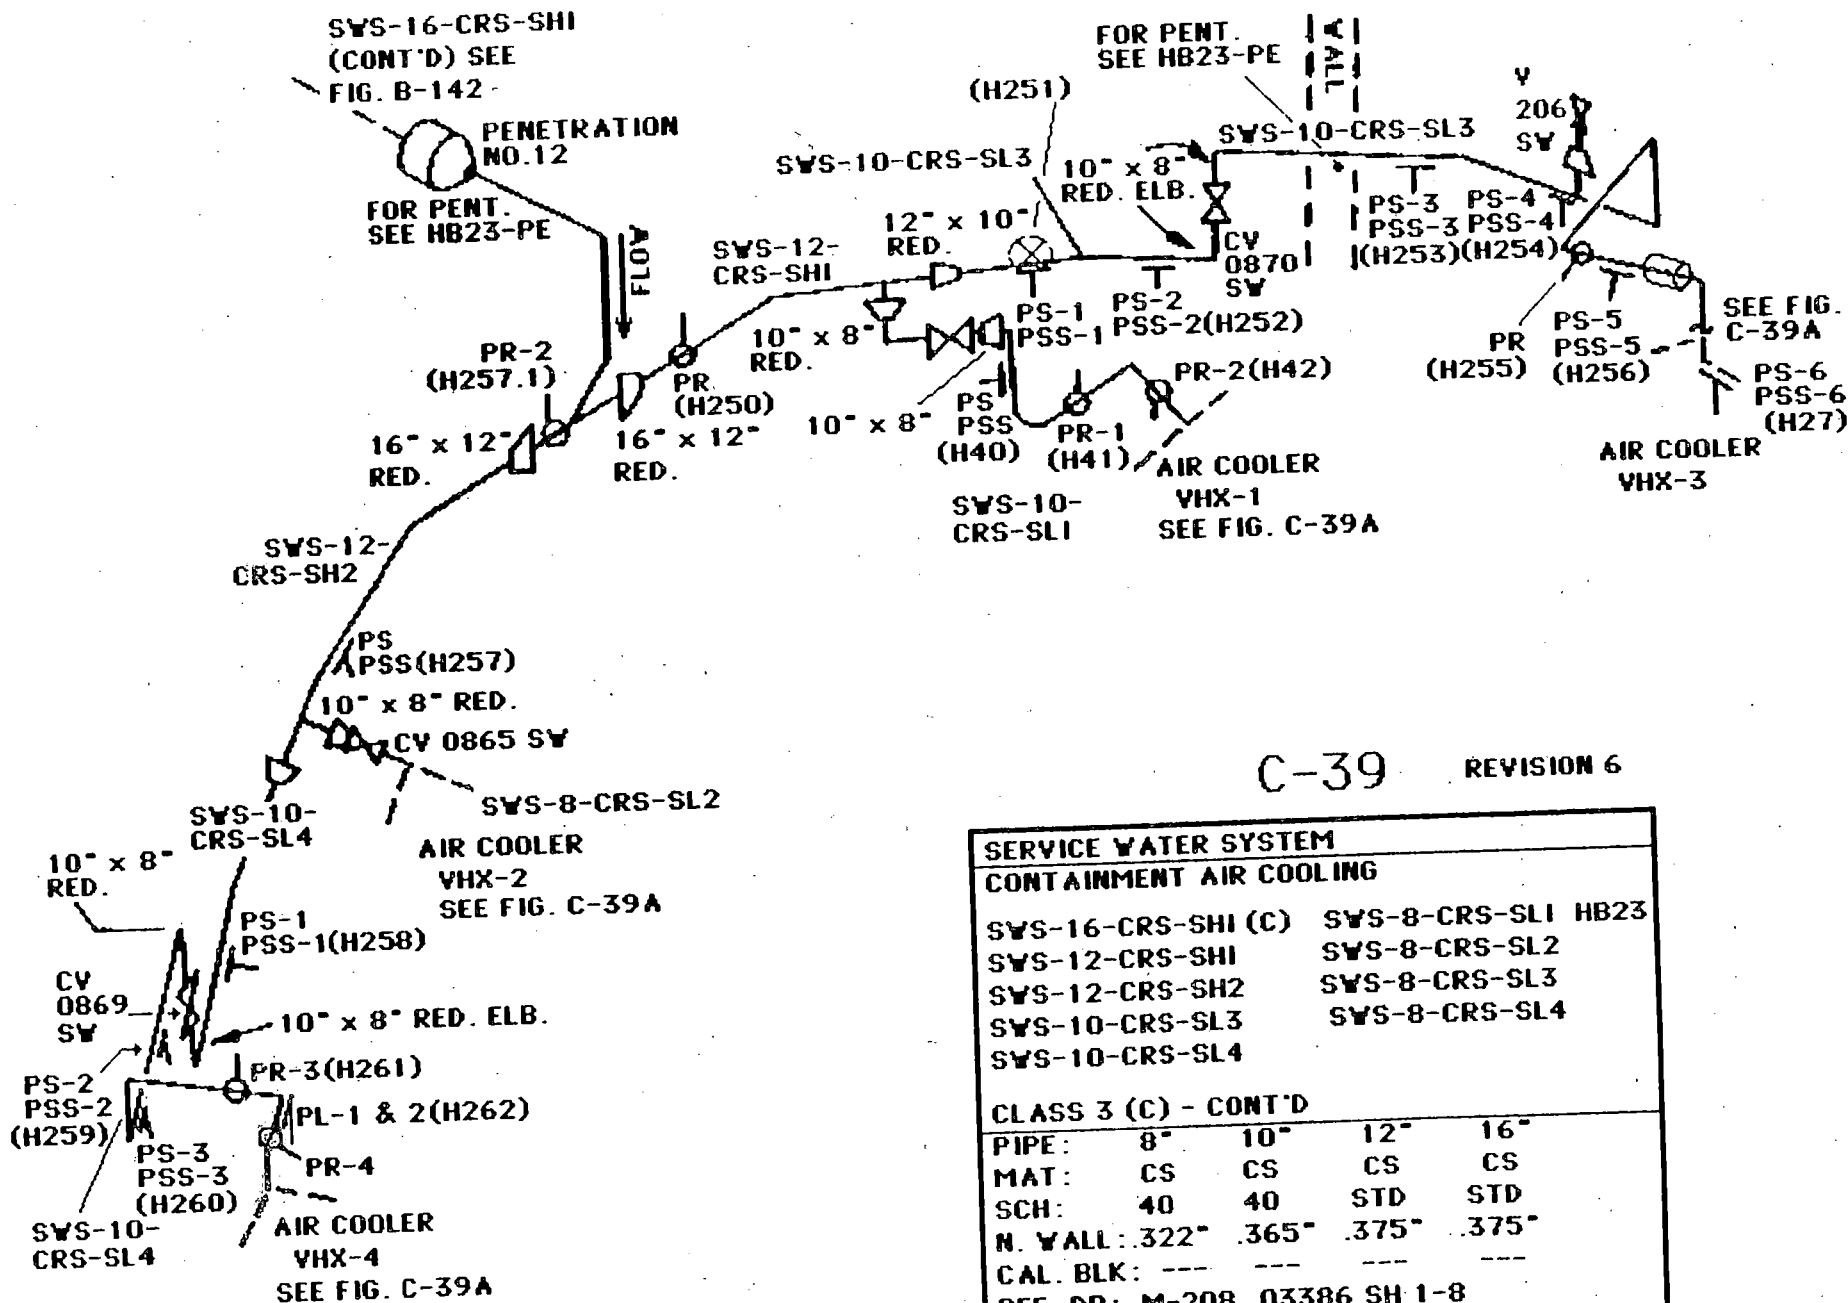 SWS-16-CRS-SH1
(CONT'D) SEE
FIG. B-142
PENETRATION
NO.12
FOR PENT.
SEE HB23-PE
FLOW
SWS-12-
CRS-SH1
PR-2
(H257.1)
PR
(H250)
16" x 12"
RED.
16" x 12"
RED.
SWS-10-CRS-SL3
12" x 10"
RED.
(H251)
10" x 8"
RED. ELB.
FOR PENT.
SEE HB23-PE
WALL
SWS-10-CRS-SL3
V
206
SW
CV
0870
SW
PS-1
PSS-1
PS-2
PSS-2(H252)
PS-3
PSS-3
(H253)
PS-4
PSS-4
(H254)
PR
(H255)
PS-5
PSS-5
(H256)
SEE FIG.
C-39A
PS-6
PSS-6
(H27)
AIR COOLER
VHX-3
10" x 8"
RED.
10" x 8"
PS
PSS
(H40)
PR-1
(H41)
PR-2(H42)
AIR COOLER
VHX-1
SEE FIG. C-39A
SWS-10-
CRS-SL1
SWS-12-
CRS-SH2
PS
PSS(H257)
10" x 8" RED.
CV 0865 SW
SWS-8-CRS-SL2
AIR COOLER
VHX-2
SEE FIG. C-39A
SWS-10-
CRS-SL4
10" x 8"
RED.
PS-1
PSS-1(H258)
CV
0869
SW
10" x 8" RED. ELB.
PR-3(H261)
PS-2
PSS-2
(H259)
PL-1 & 2(H262)
PS-3
PSS-3
(H260)
PR-4
SWS-10-
CRS-SL4
AIR COOLER
VHX-4
SEE FIG. C-39A
C-39 REVISION 6
SERVICE WATER SYSTEM
CONTAINMENT AIR COOLING
SWS-16-CRS-SH1 (C) SWS-8-CRS-SL1 HB23
SWS-12-CRS-SH1 SWS-8-CRS-SL2
SWS-12-CRS-SH2 SWS-8-CRS-SL3
SWS-10-CRS-SL3 SWS-8-CRS-SL4
SWS-10-CRS-SL4
CLASS 3 (C) - CONT'D
PIPE: 8" 10" 12" 16"
MAT: CS CS CS CS
SCH: 40 40 STD STD
N. WALL: .322" .365" .375" .375"
CAL. BLK: --- --- --- ---
M-208, 03386 SH 1-8